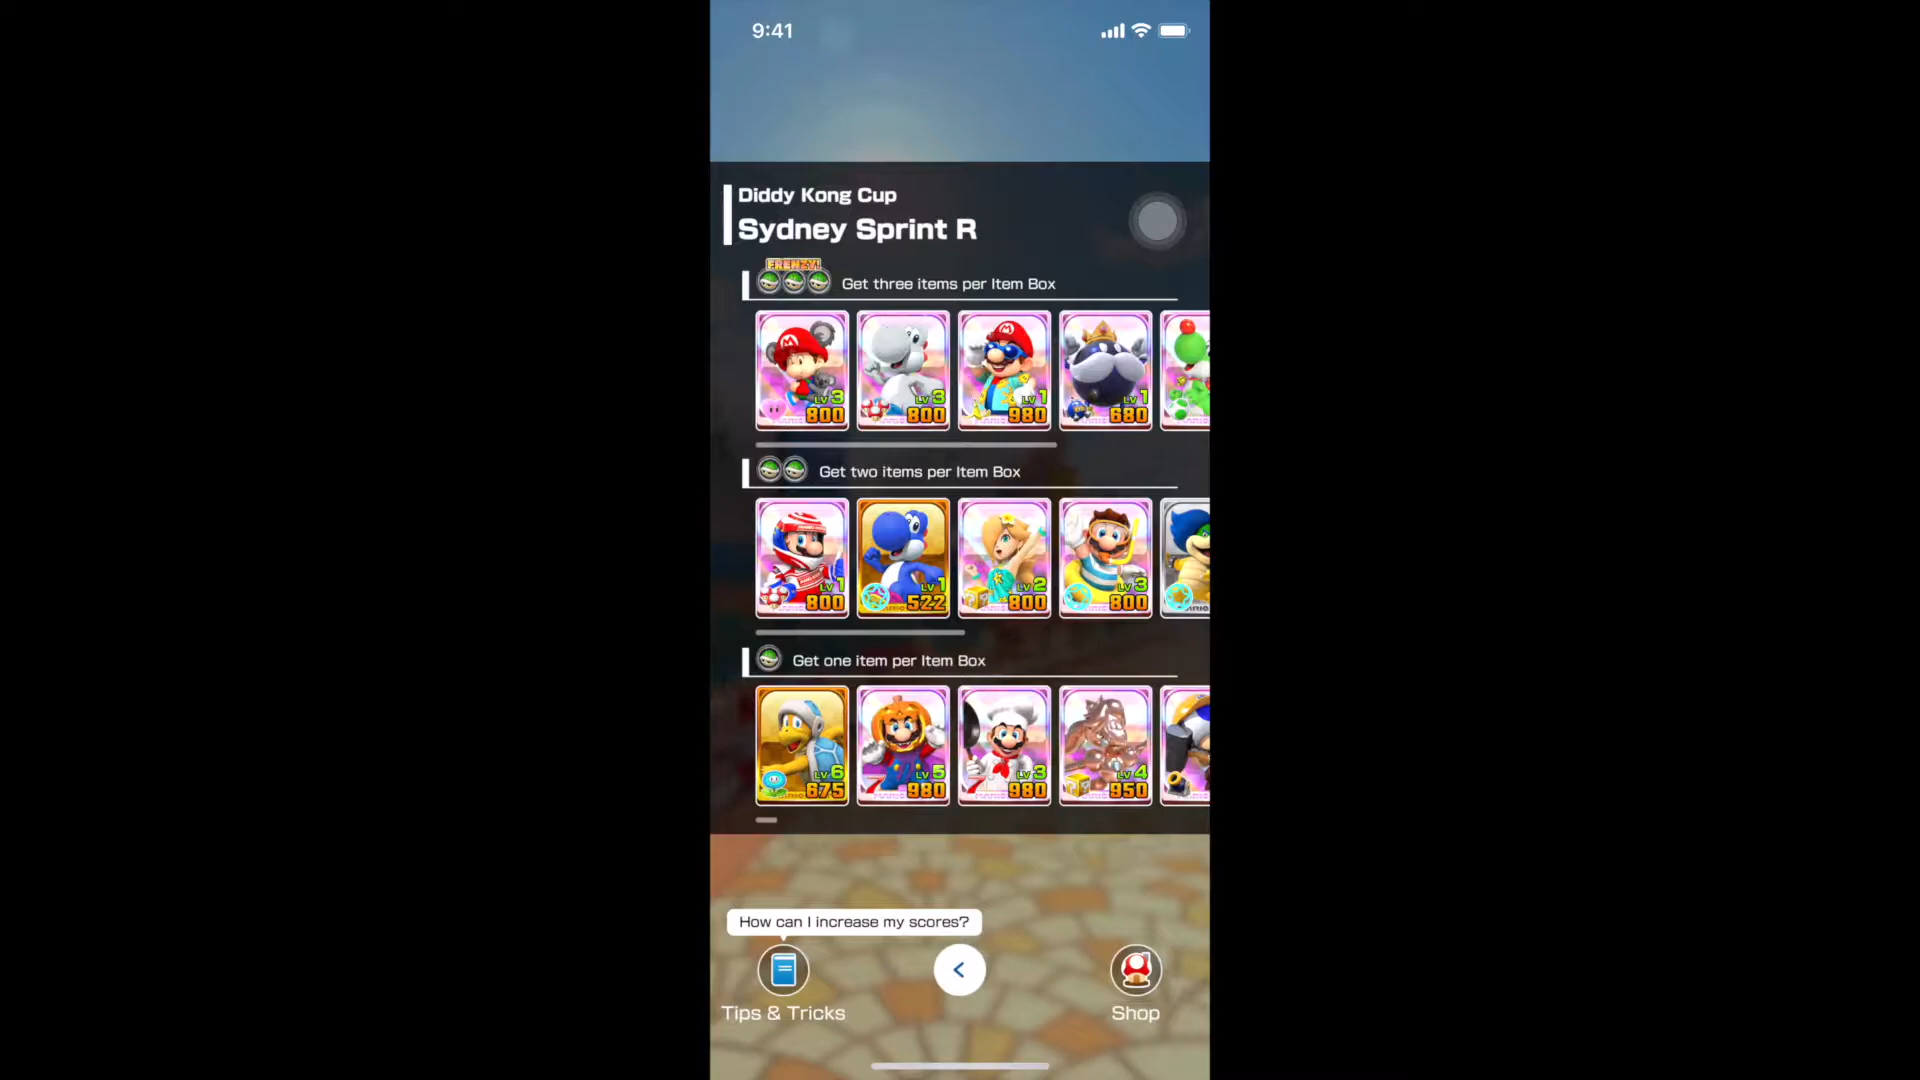 9:41
Diddy Kong Cup
Sydney Sprint R
FRENZY!
Get three items per Item Box
LV 3 LV 3 LV 1 LV 1
800 800 980 680
Get two items per Item Box
LV 1 LV 1 LV 2 LV 3
800 522 800 800
Get one item per Item Box
LV 6 LV 5 LV 3 LV 4
675 980 980 950
How can I increase my scores?
Tips & Tricks
Shop